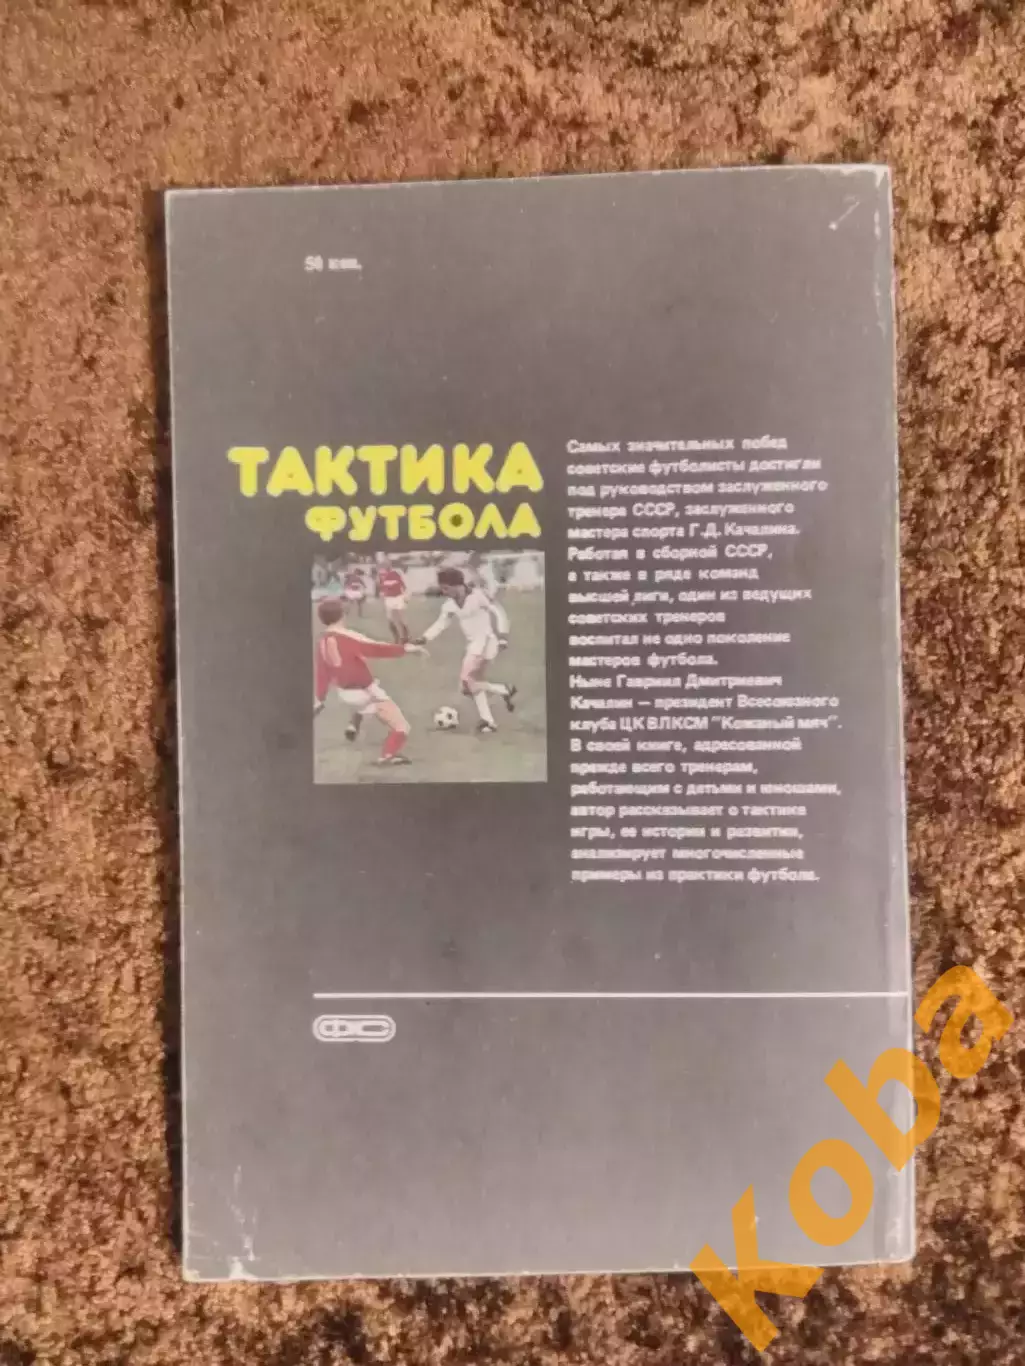 50 коп.
ТАКТИКА
ФУТБОЛА
Самых значительных побед
советские футболисты достигли
под руководством заслуженного
тренера СССР, заслуженного
мастера спорта Г.Д. Качалина.
Работая в сборной СССР,
а также в ряде команд
высшей лиги, один из ведущих
советских тренеров
воспитал не одно поколение
мастеров футбола.
Ныне Гавриил Дмитриевич
Качалин — президент Всесоюзного
клуба ЦК ВЛКСМ "Кожаный мяч".
В своей книге, адресованной
прежде всего тренерам,
работающим с детьми и юношами,
автор рассказывает о тактике
игры, ее истории и развитии,
анализирует многочисленные
примеры из практики футбола.
ФС
Koba